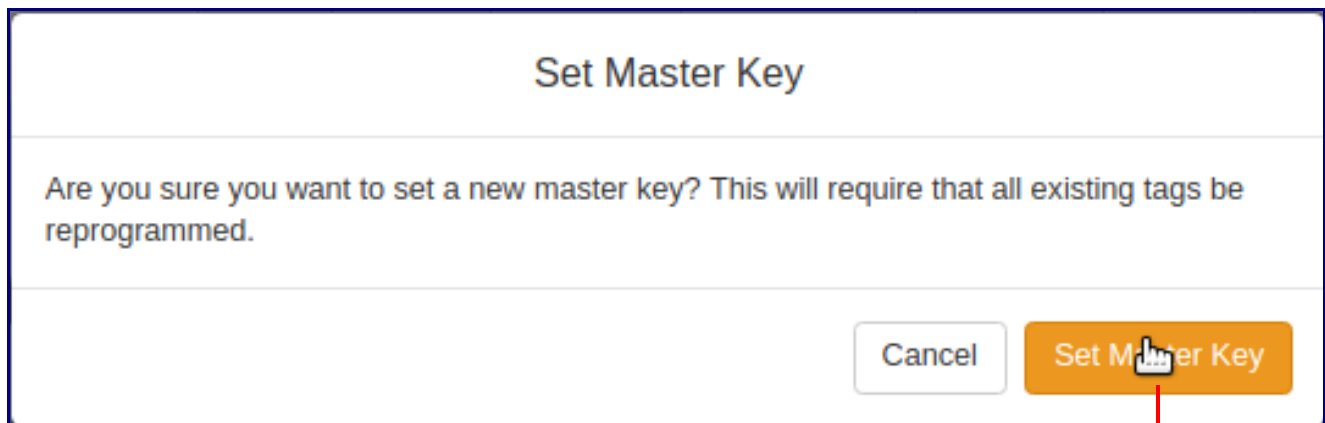 Set Master Key
Are you sure you want to set a new master key? This will require that all existing tags be
reprogrammed.
Cancel
Set Master Key